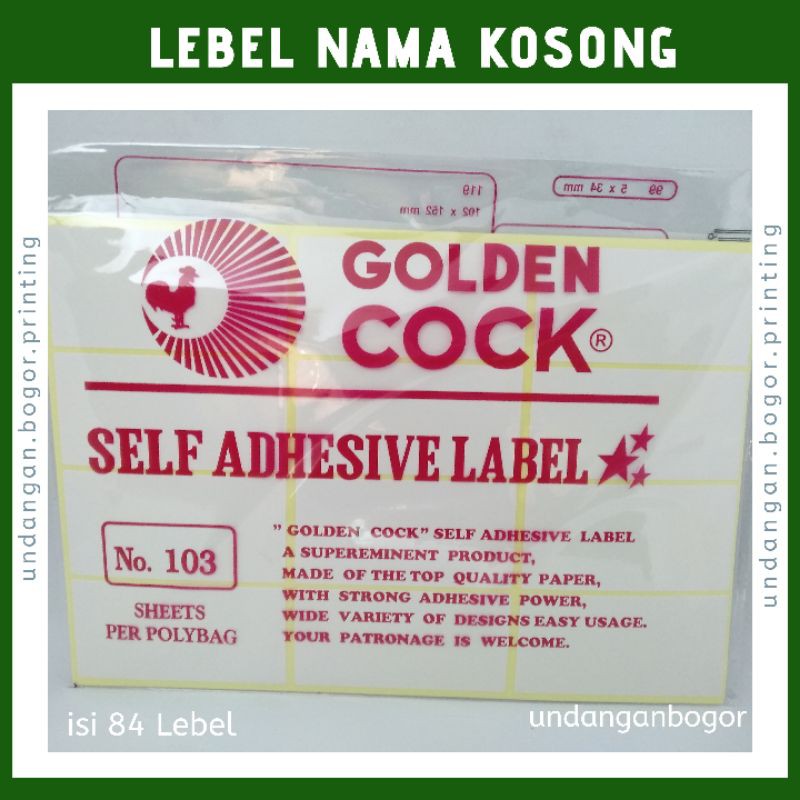 LEBEL NAMA KOSONG
119
102 x 152 mm
99 5 x 34 mm
GOLDEN
COCK®
SELF ADHESIVE LABEL
No. 103
SHEETS
PER POLYBAG
" GOLDEN COCK" SELF ADHESIVE LABEL
A SUPEREMINENT PRODUCT,
MADE OF THE TOP QUALITY PAPER,
WITH STRONG ADHESIVE POWER,
WIDE VARIETY OF DESIGNS EASY USAGE.
YOUR PATRONAGE IS WELCOME.
undangan.bogor.printing
undangan.bogor.printing
isi 84 Lebel
undanganbogor